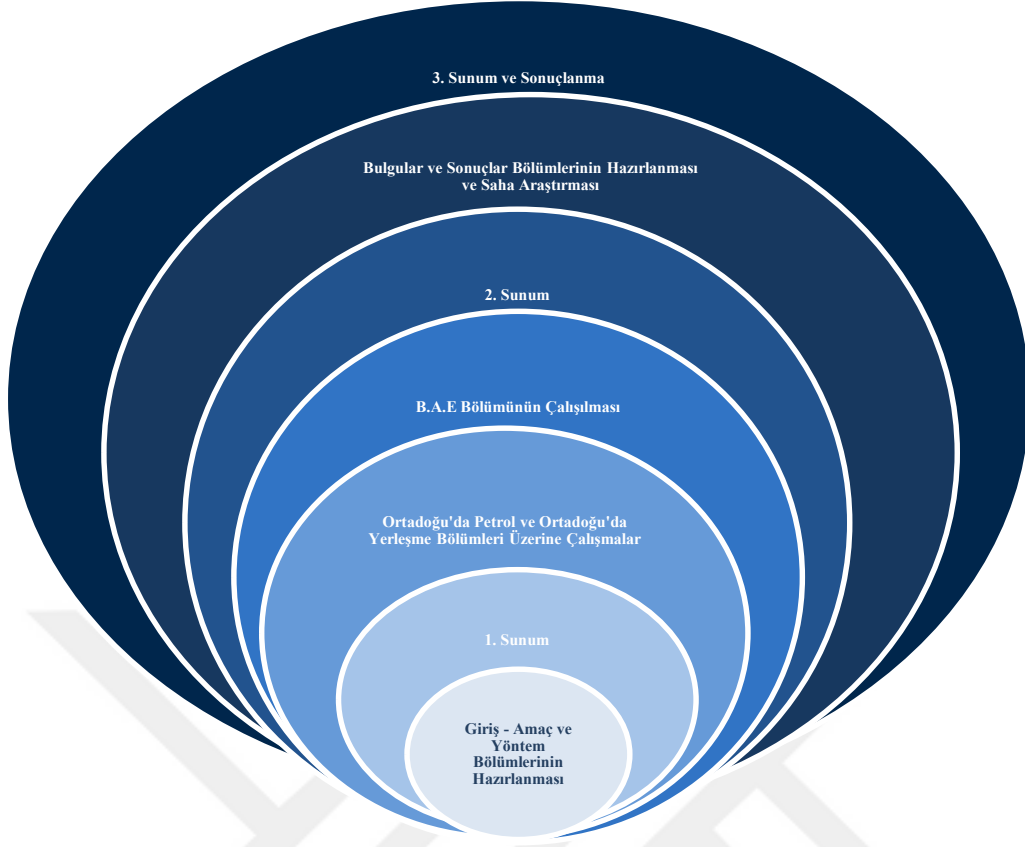 3. Sunum ve Sonuçlanma
Bulgular ve Sonuçlar Bölümlerinin Hazırlanması
ve Saha Araştırması
2. Sunum
B.A.E Bölümünün Çalışılması
Ortadoğu'da Petrol ve Ortadoğu'da
Yerleşme Bölümleri Üzerine Çalışmalar
1. Sunum
Giriş - Amaç ve
Yöntem
Bölümlerinin
Hazırlanması